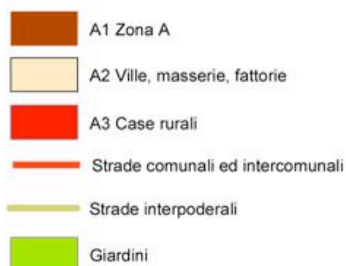 A1 Zona A
A2 Ville, masserie, fattorie
A3 Case rurali
Strade comunali ed intercomunali
Strade interpoderali
Giardini